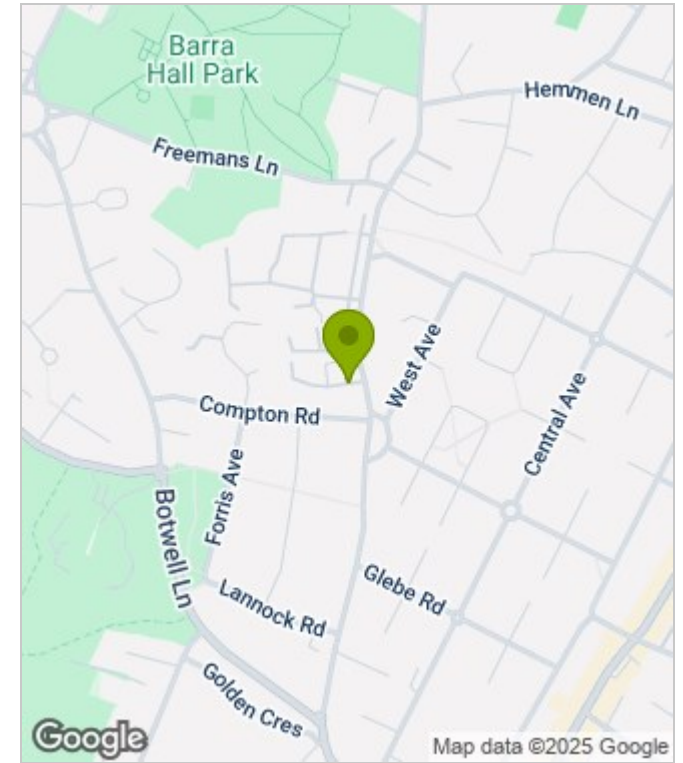 Barra
Hall Park
Hemmen Ln
Freemans Ln
West Ave
Compton Rd
Central Ave
Forris Ave
Botwell Ln
Glebe Rd
Lannock Rd
Golden Cres
Google
Map data ©2025 Google